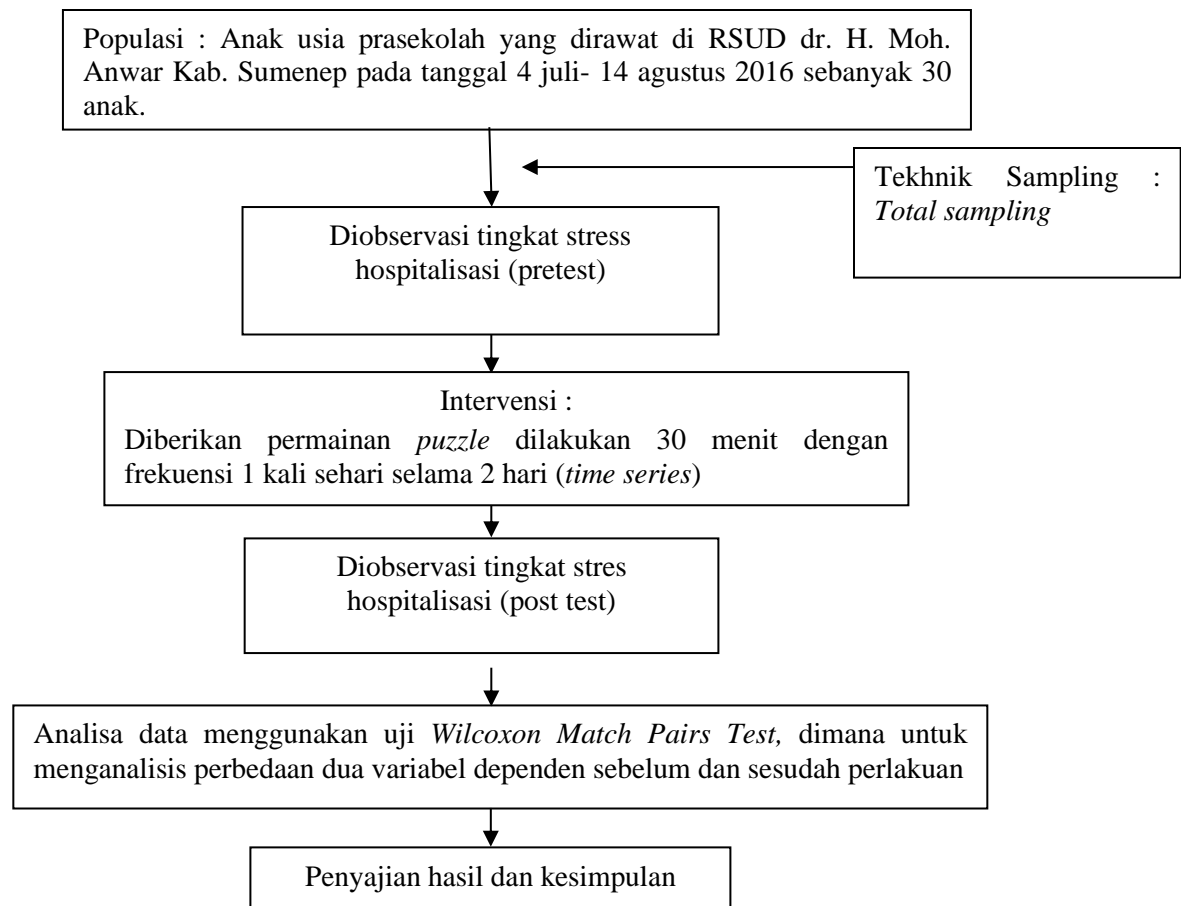 Populasi : Anak usia prasekolah yang dirawat di RSUD dr. H. Moh.
Anwar Kab. Sumenep pada tanggal 4 juli- 14 agustus 2016 sebanyak 30
anak.
Tekhnik Sampling :
Total sampling
Diobservasi tingkat stress
hospitalisasi (pretest)
Intervensi :
Diberikan permainan puzzle dilakukan 30 menit dengan
frekuensi 1 kali sehari selama 2 hari (time series)
Diobservasi tingkat stres
hospitalisasi (post test)
Analisa data menggunakan uji Wilcoxon Match Pairs Test, dimana untuk
menganalisis perbedaan dua variabel dependen sebelum dan sesudah perlakuan
Penyajian hasil dan kesimpulan